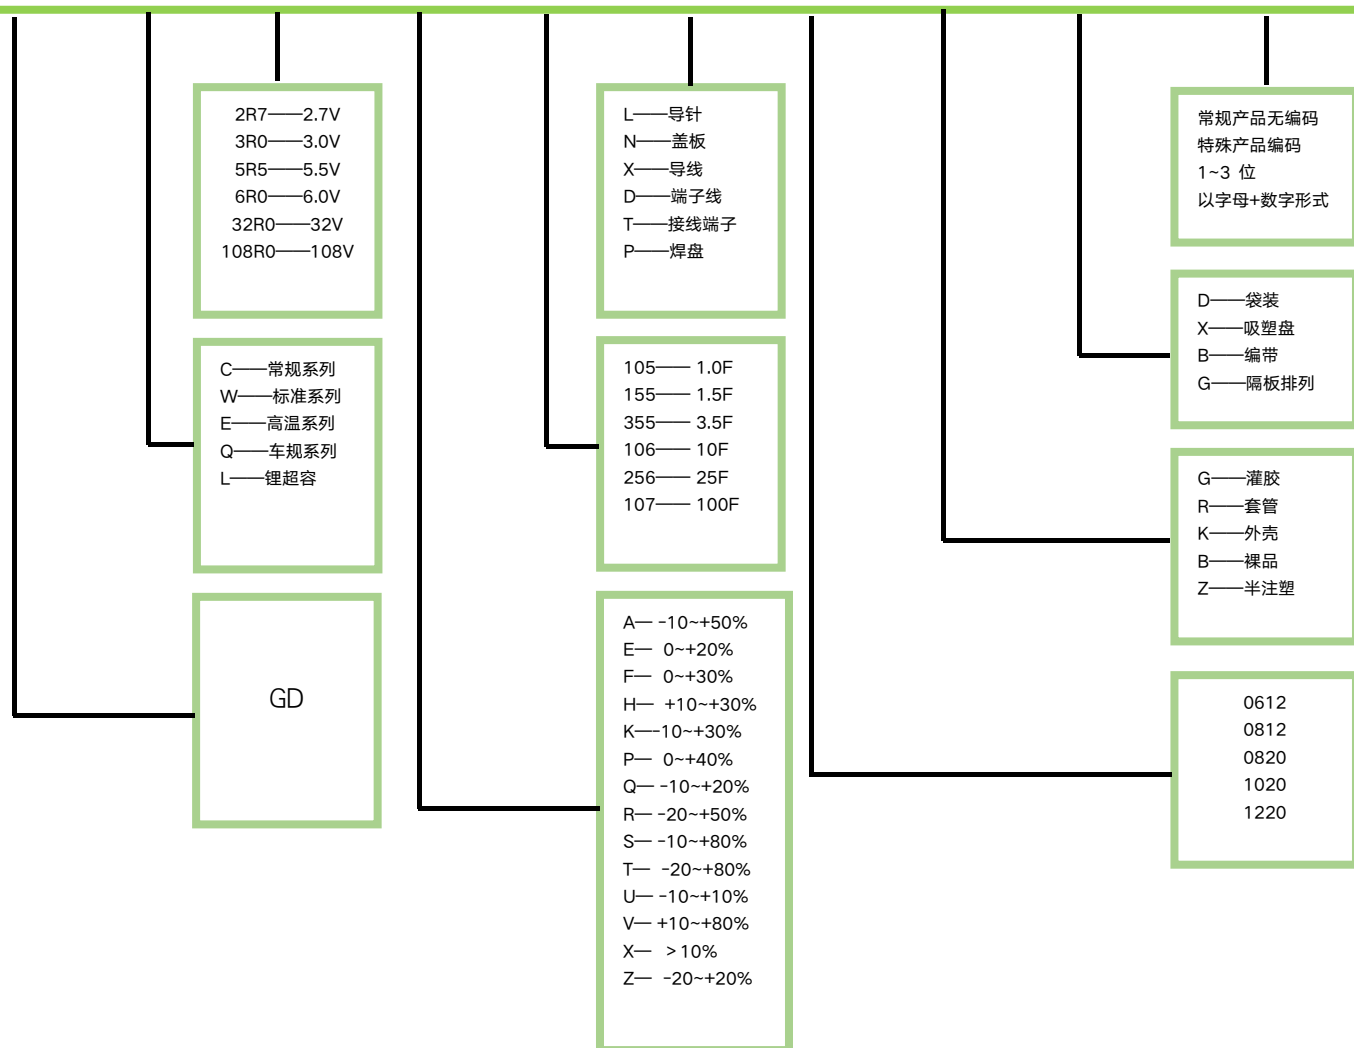 2R7——2.7V
3R0——3.0V
5R5——5.5V
6R0——6.0V
32R0——32V
108R0——108V
C——常规系列
W——标准系列
E——高温系列
Q——车规系列
L——锂超容
GD
L——导针
N——盖板
X——导线
D——端子线
T——接线端子
P——焊盘
105—— 1.0F
155—— 1.5F
355—— 3.5F
106—— 10F
256—— 25F
107—— 100F
A— -10~+50%
E— 0~+20%
F— 0~+30%
H— +10~+30%
K—-10~+30%
P— 0~+40%
Q— -10~+20%
R— -20~+50%
S— -10~+80%
T— -20~+80%
U— -10~+10%
V— +10~+80%
X— >10%
Z— -20~+20%
常规产品无编码
特殊产品编码
1~3 位
以字母+数字形式
D——袋装
X——吸塑盘
B——编带
G——隔板排列
G——灌胶
R——套管
K——外壳
B——裸品
Z——半注塑
0612
0812
0820
1020
1220